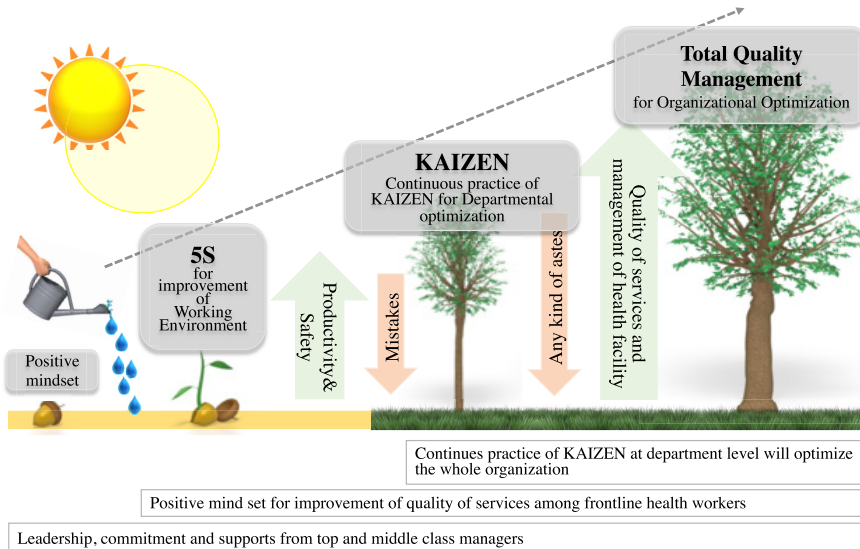 Total Quality
Management
for Organizational Optimization
KAIZEN
Continuous practice of
KAIZEN for Departmental
optimization
5S
for
improvement
of
Working
Environment
Positive
mindset
Productivity&
Safety
Mistakes
Any kind of astes
Quality of services and
management of health
facility
Continues practice of KAIZEN at department level will optimize
the whole organization
Positive mind set for improvement of quality of services among frontline health workers
Leadership, commitment and supports from top and middle class managers